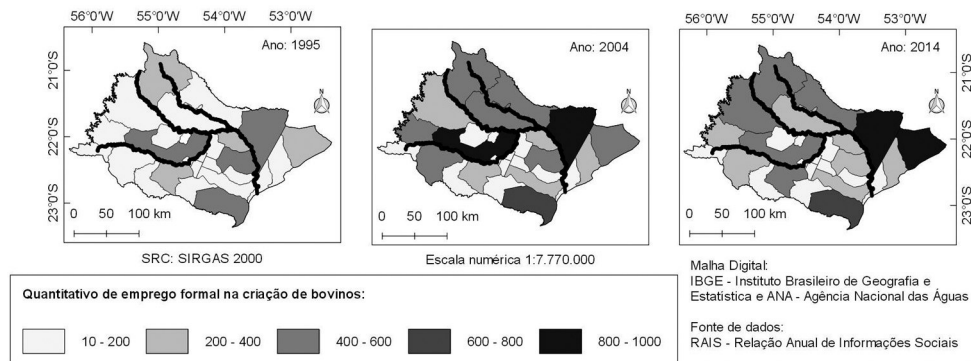 56°0'W 55°0'W 54°0'W 53°0'W
Ano: 1995
21°0'S
22°0'S
23°0'S
N
0 50 100 km
SRC: SIRGAS 2000
Ano: 2004
N
0 50 100 km
Escala numérica 1:7.770.000
56°0'W 55°0'W 54°0'W 53°0'W
Ano: 2014
21°0'S
22°0'S
23°0'S
N
0 50 100 km
Quantitativo de emprego formal na criação de bovinos:
10 - 200 200 - 400 400 - 600 600 - 800 800 - 1000
Malha Digital:
IBGE - Instituto Brasileiro de Geografia e
Estatistica e ANA - Agência Nacional das Águas
Fonte de dados:
RAIS - Relação Anual de Informações Sociais